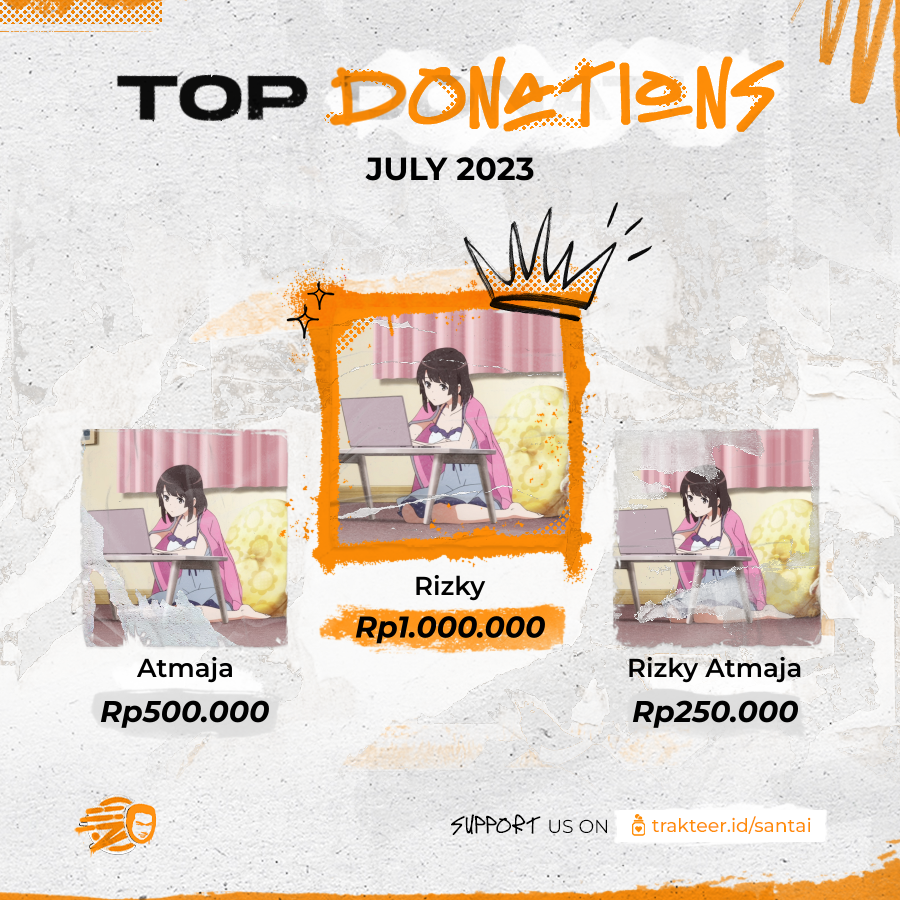 TOP DONATIONS
JULY 2023
Rizky
Rp1.000.000
Atmaja
Rp500.000
Rizky Atmaja
Rp250.000
SUPPORT US ON trakteer.id/santai